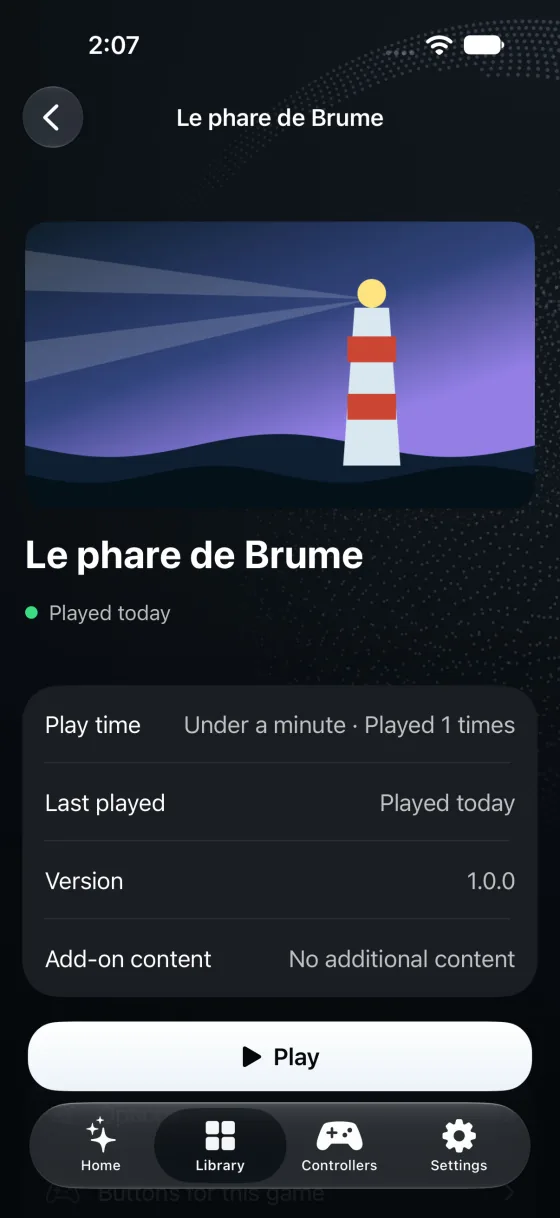 2:07
Le phare de Brume
Le phare de Brume
Played today
Play time Under a minute · Played 1 times
Last played Played today
Version 1.0.0
Add-on content No additional content
Play
Home Library Controllers Settings
Buttons for this game